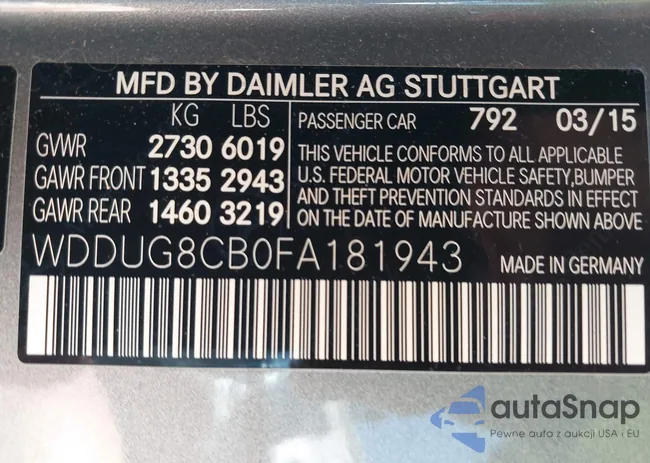 MFD BY DAIMLER AG STUTTGART
KG LBS
GVWR 2730 6019
GAWR FRONT 1335 2943
GAWR REAR 1460 3219
PASSENGER CAR 792 03/15
THIS VEHICLE CONFORMS TO ALL APPLICABLE
U.S. FEDERAL MOTOR VEHICLE SAFETY, BUMPER
AND THEFT PREVENTION STANDARDS IN EFFECT
ON THE DATE OF MANUFACTURE SHOWN ABOVE
WDDUG8CB0FA181943 MADE IN GERMANY
autaSnap
Pewne auta z aukcji USA i EU